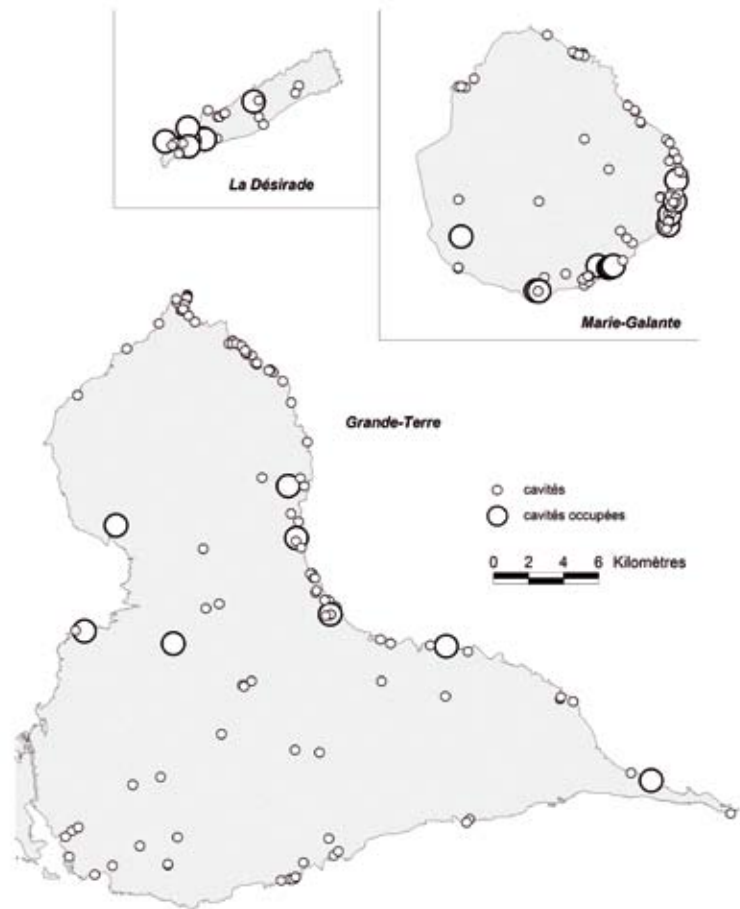 La Désirade
Marie-Galante
Grande-Terre
cavités
cavités occupées
0 2 4 6 Kilomètres